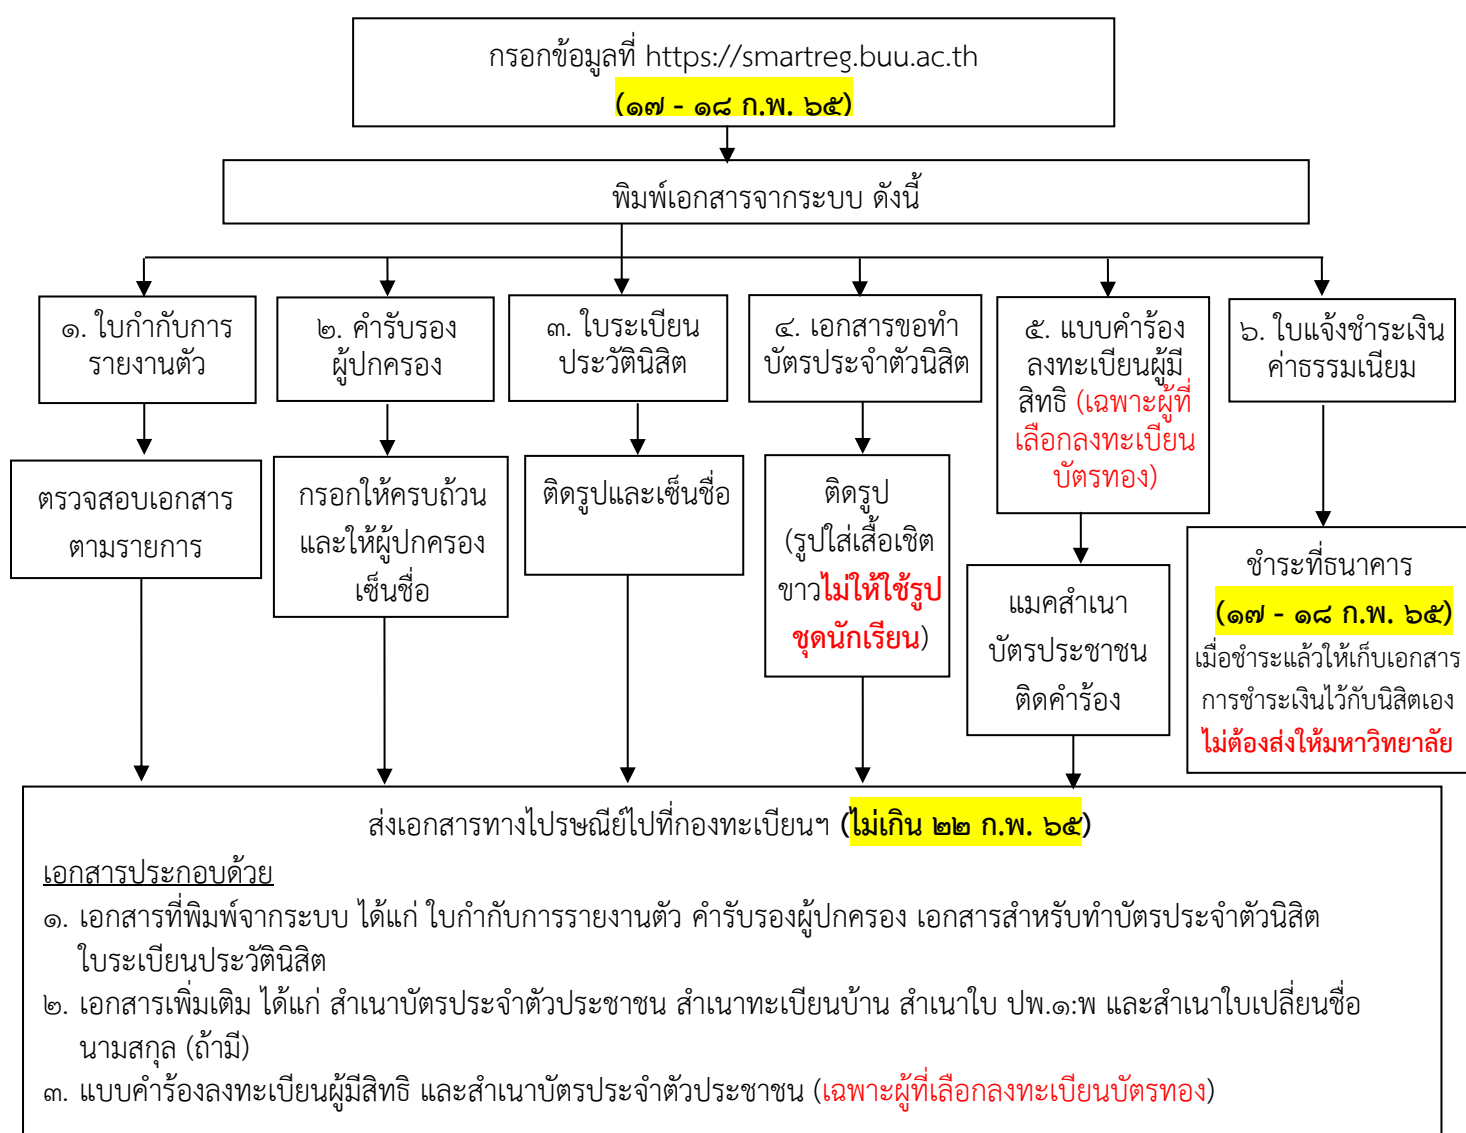 กรอกข้อมูลที่ https://smartreg.buu.ac.th
(๑๗ - ๑๘ ก.พ. ๖๕)
พิมพ์เอกสารจากระบบ ดังนี้
๑. ใบกำกับการ
รายงานตัว
๒. คำรับรอง
ผู้ปกครอง
๓. ใบระเบียน
ประวัตินิสิต
๔. เอกสารขอทำ
บัตรประจำตัวนิสิต
๕. แบบคำร้อง
ลงทะเบียนผู้มี
สิทธิ (เฉพาะผู้ที่
เลือกลงทะเบียน
บัตรทอง)
๖. ใบแจ้งชำระเงิน
ค่าธรรมเนียม
ตรวจสอบเอกสาร
ตามรายการ
กรอกให้ครบถ้วน
และให้ผู้ปกครอง
เซ็นชื่อ
ติดรูปและเซ็นชื่อ
ติดรูป
(รูปใส่เสื้อเชิต
ขาวไม่ให้ใช้รูป
ชุดนักเรียน)
แมคสำเนา
บัตรประชาชน
ติดคำร้อง
ชำระที่ธนาคาร
(๑๗ - ๑๘ ก.พ. ๖๕)
เมื่อชำระแล้วให้เก็บเอกสาร
การชำระเงินไว้กับนิสิตเอง
ไม่ต้องส่งให้มหาวิทยาลัย
ส่งเอกสารทางไปรษณีย์ไปที่กองทะเบียนฯ (ไม่เกิน ๒๒ ก.พ. ๖๕)
เอกสารประกอบด้วย
๑. เอกสารที่พิมพ์จากระบบ ได้แก่ ใบกำกับการรายงานตัว คำรับรองผู้ปกครอง เอกสารสำหรับทำบัตรประจำตัวนิสิต
ใบระเบียนประวัตินิสิต
๒. เอกสารเพิ่มเติม ได้แก่ สำเนาบัตรประจำตัวประชาชน สำเนาทะเบียนบ้าน สำเนาใบ ปพ.๑:พ และสำเนาใบเปลี่ยนชื่อ
นามสกุล (ถ้ามี)
๓. แบบคำร้องลงทะเบียนผู้มีสิทธิ และสำเนาบัตรประจำตัวประชาชน (เฉพาะผู้ที่เลือกลงทะเบียนบัตรทอง)